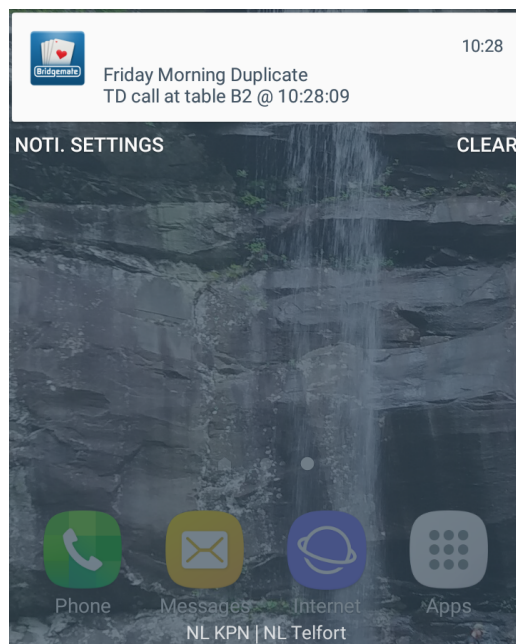 Bridgemate
10:28
Friday Morning Duplicate
TD call at table B2 @ 10:28:09
NOTI. SETTINGS
CLEAR
Phone
Messages
Internet
Apps
NL KPN | NL Telfort